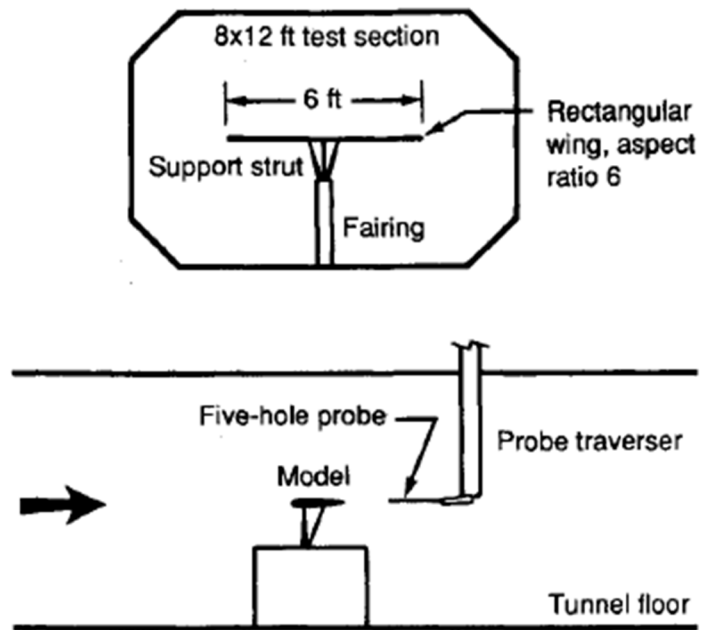 8x12 ft test section
6 ft
Rectangular
wing, aspect
ratio 6
Support strut
Fairing
Five-hole probe
Probe traverser
Model
Tunnel floor